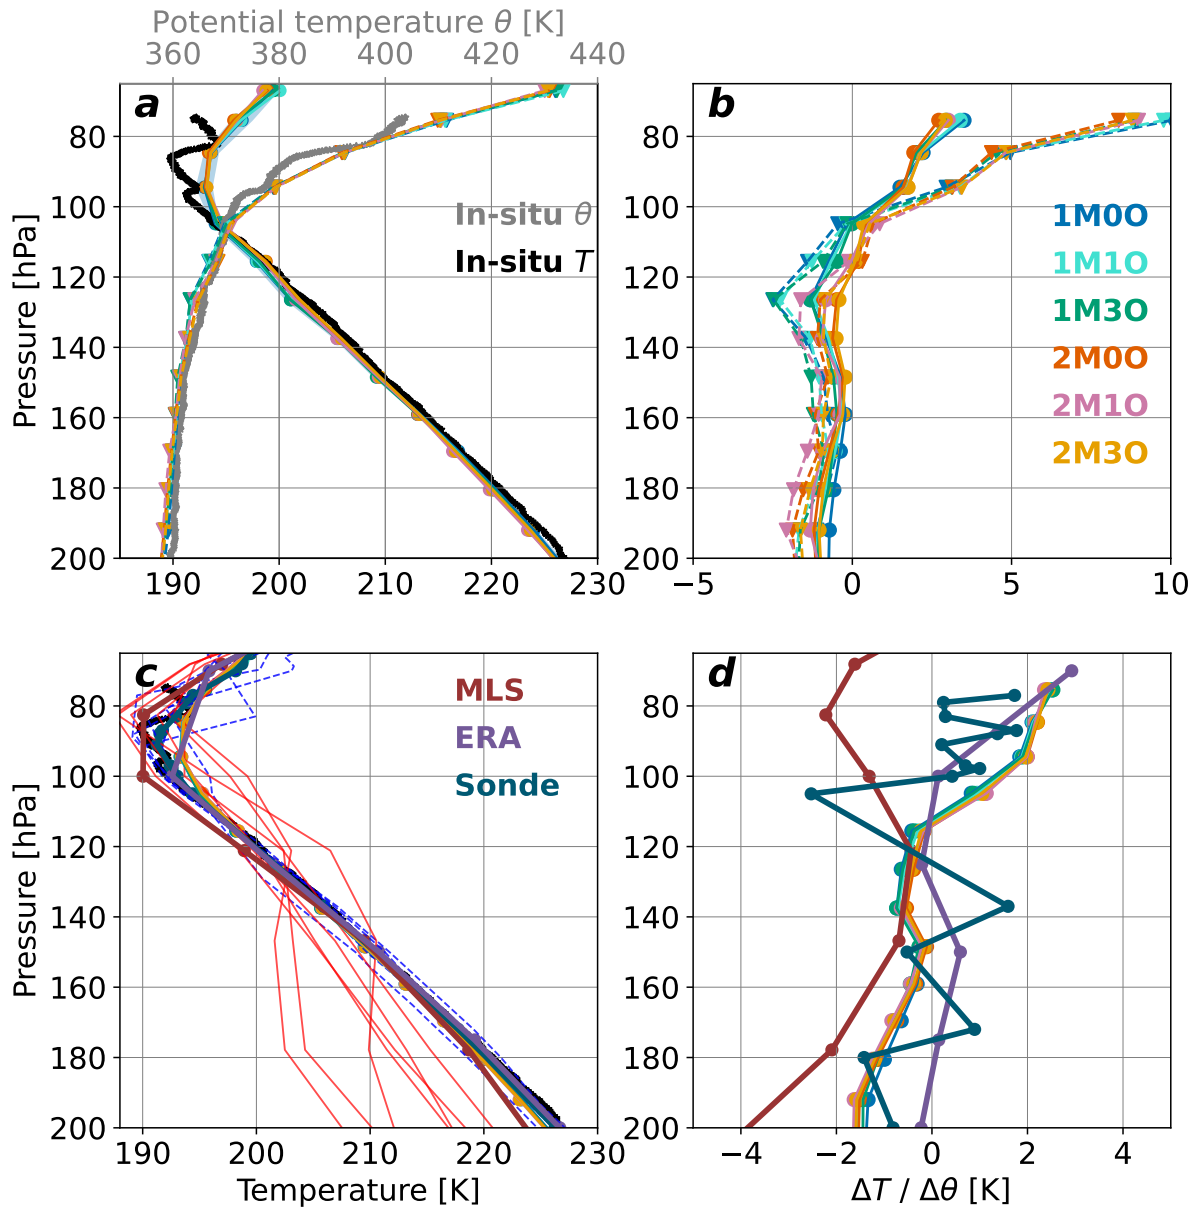 Potential temperature θ [K]
360 380 400 420 440
a
b
80
100
120
140
160
180
200
Pressure [hPa]
In-situ θ
In-situ T
190 200 210 220 230
80
100
120
140
160
180
200
1M0O
1M1O
1M3O
2M0O
2M1O
2M3O
−5 0 5 10
c
d
80
100
120
140
160
180
200
Pressure [hPa]
MLS
ERA
Sonde
190 200 210 220 230
Temperature [K]
80
100
120
140
160
180
200
−4 −2 0 2 4
ΔT / Δθ [K]